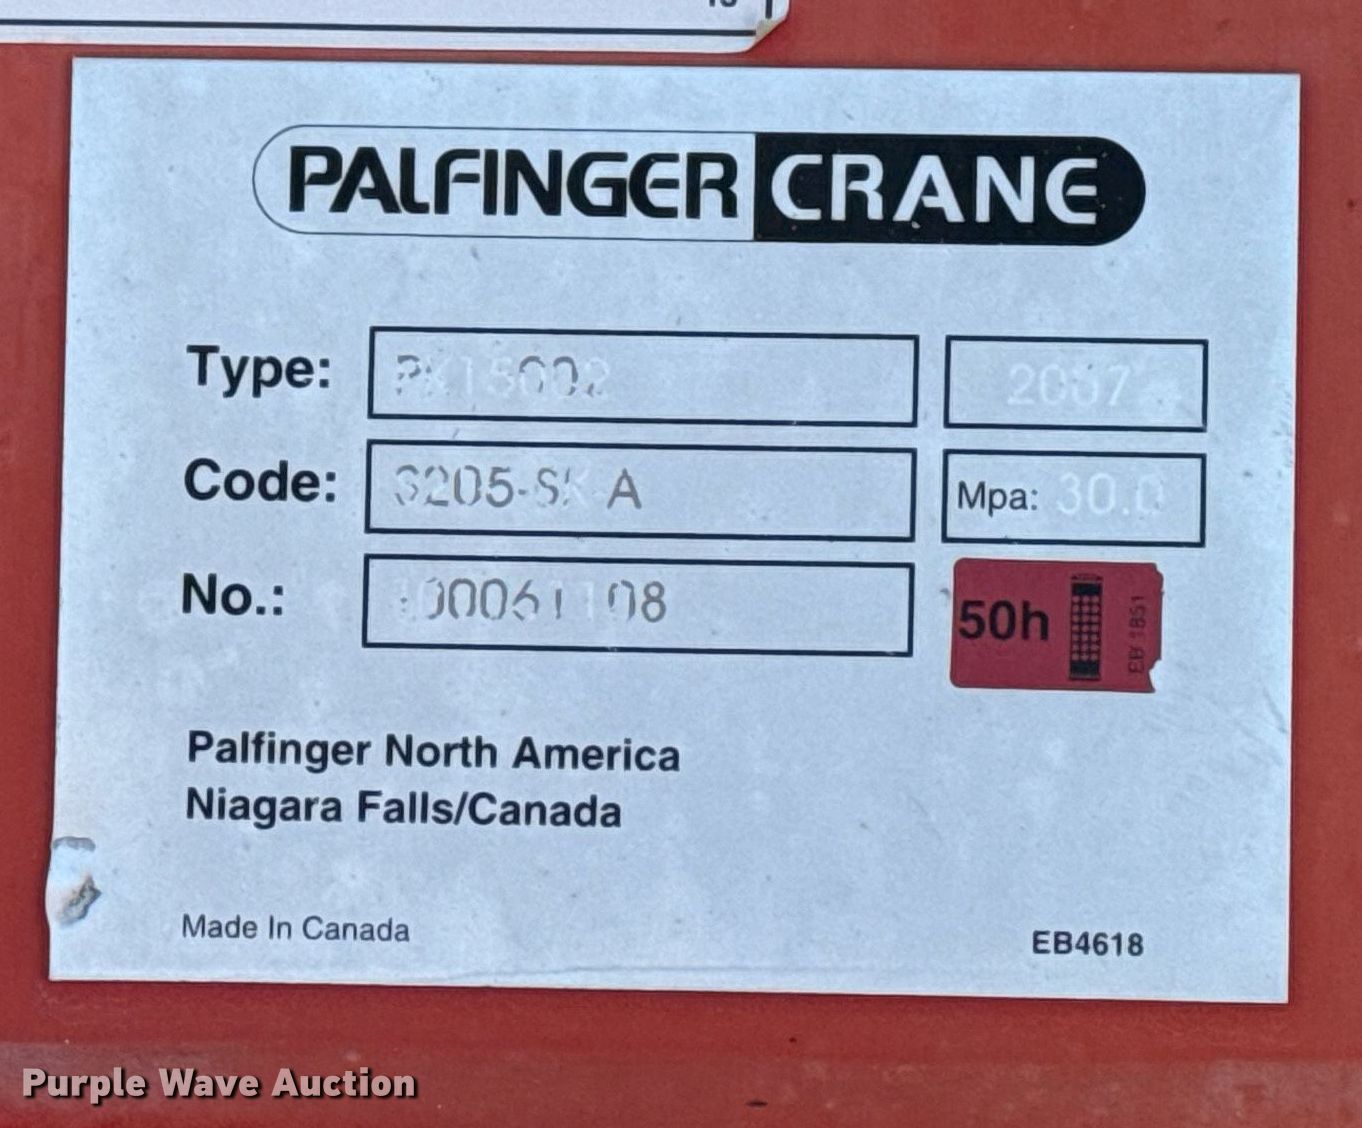 PALFINGER CRANE
Type: PK15002 2007
Code: 3205-SK A Mpa: 30.0
No.: 100061108
50h EB 1851
Palfinger North America
Niagara Falls/Canada
Made In Canada
EB4618
Purple Wave Auction